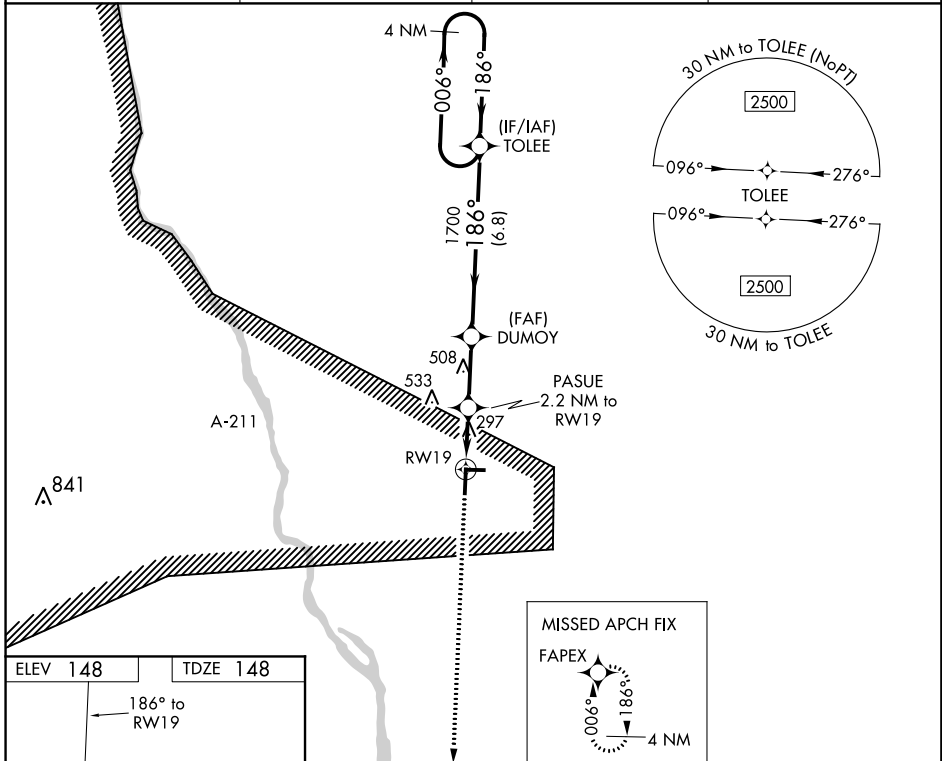 4 NM
006°
186°
(IF/IAF)
TOLEE
1700
186°
(6.8)
(FAF)
DUMOY
508
533
PASUE
2.2 NM to
RW19
297
RW19
A-211
841
30 NM to TOLEE (NoPT)
2500
096°
276°
TOLEE
096°
276°
2500
30 NM to TOLEE
MISSED APCH FIX
FAPEX
006°
186°
4 NM
ELEV 148
TDZE 148
186° to
RW19